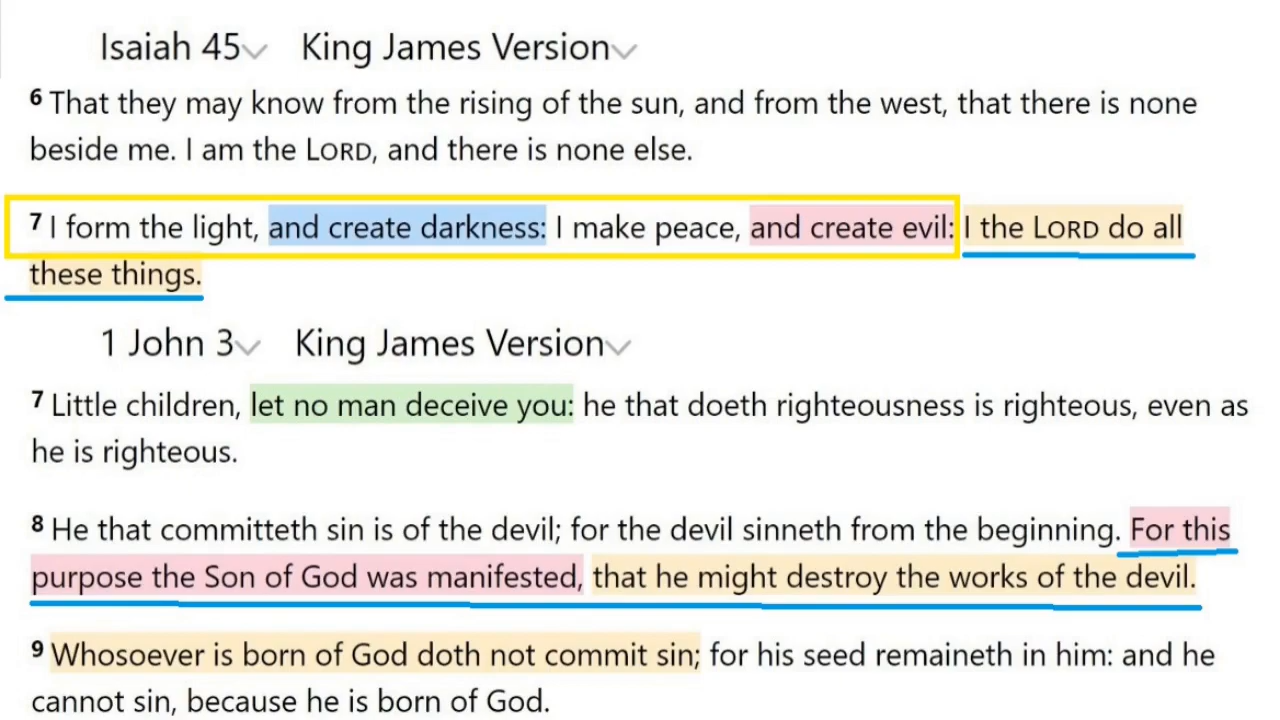 Isaiah 45 King James Version
6 That they may know from the rising of the sun, and from the west, that there is none
beside me. I am the LORD, and there is none else.
7 I form the light, and create darkness: I make peace, and create evil: I the LORD do all
these things.
1 John 3 King James Version
7 Little children, let no man deceive you: he that doeth righteousness is righteous, even as
he is righteous.
8 He that committeth sin is of the devil; for the devil sinneth from the beginning. For this
purpose the Son of God was manifested, that he might destroy the works of the devil.
9 Whosoever is born of God doth not commit sin; for his seed remaineth in him: and he
cannot sin, because he is born of God.